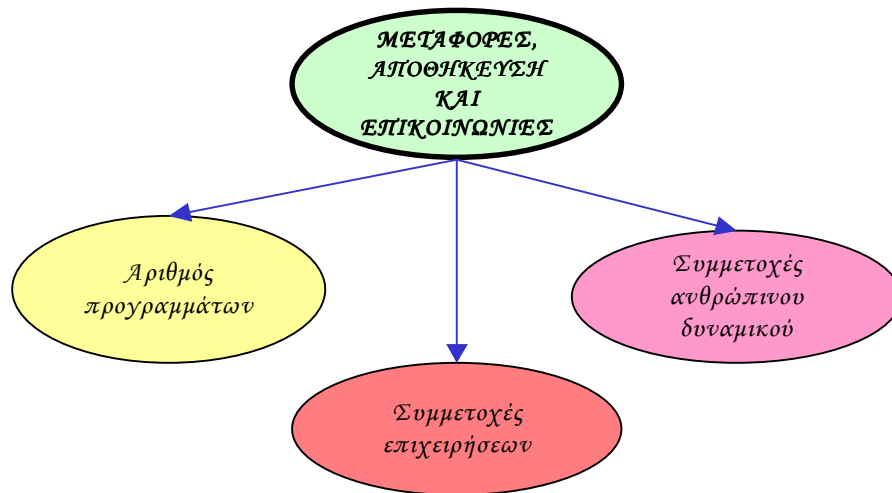 ΜΕΤΑΦΟΡΕΣ,
ΑΠΟΘΗΚΕΥΣΗ
ΚΑΙ
ΕΠΙΚΟΙΝΩΝΙΕΣ
Αριθμός
προγραμμάτων
Συμμετοχές
ανθρώπινου
δυναμικού
Συμμετοχές
επιχειρήσεων